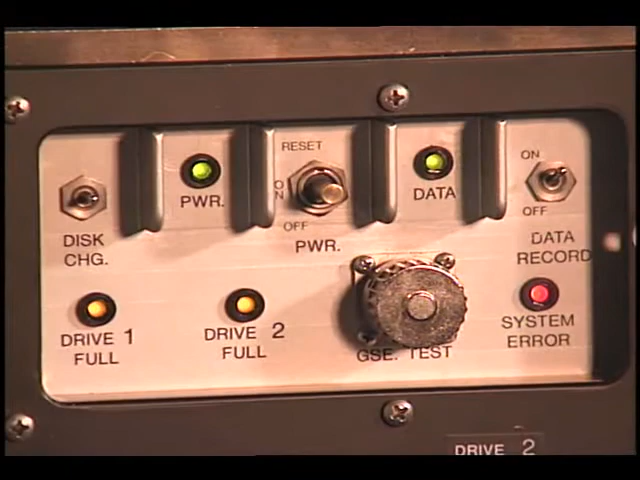 RESET
ON
PWR.
DATA
ON
OFF
OFF
PWR.
DISK
CHG.
DATA
RECORD
DRIVE 1
FULL
DRIVE 2
FULL
GSE. TEST
SYSTEM
ERROR
DRIVE 2